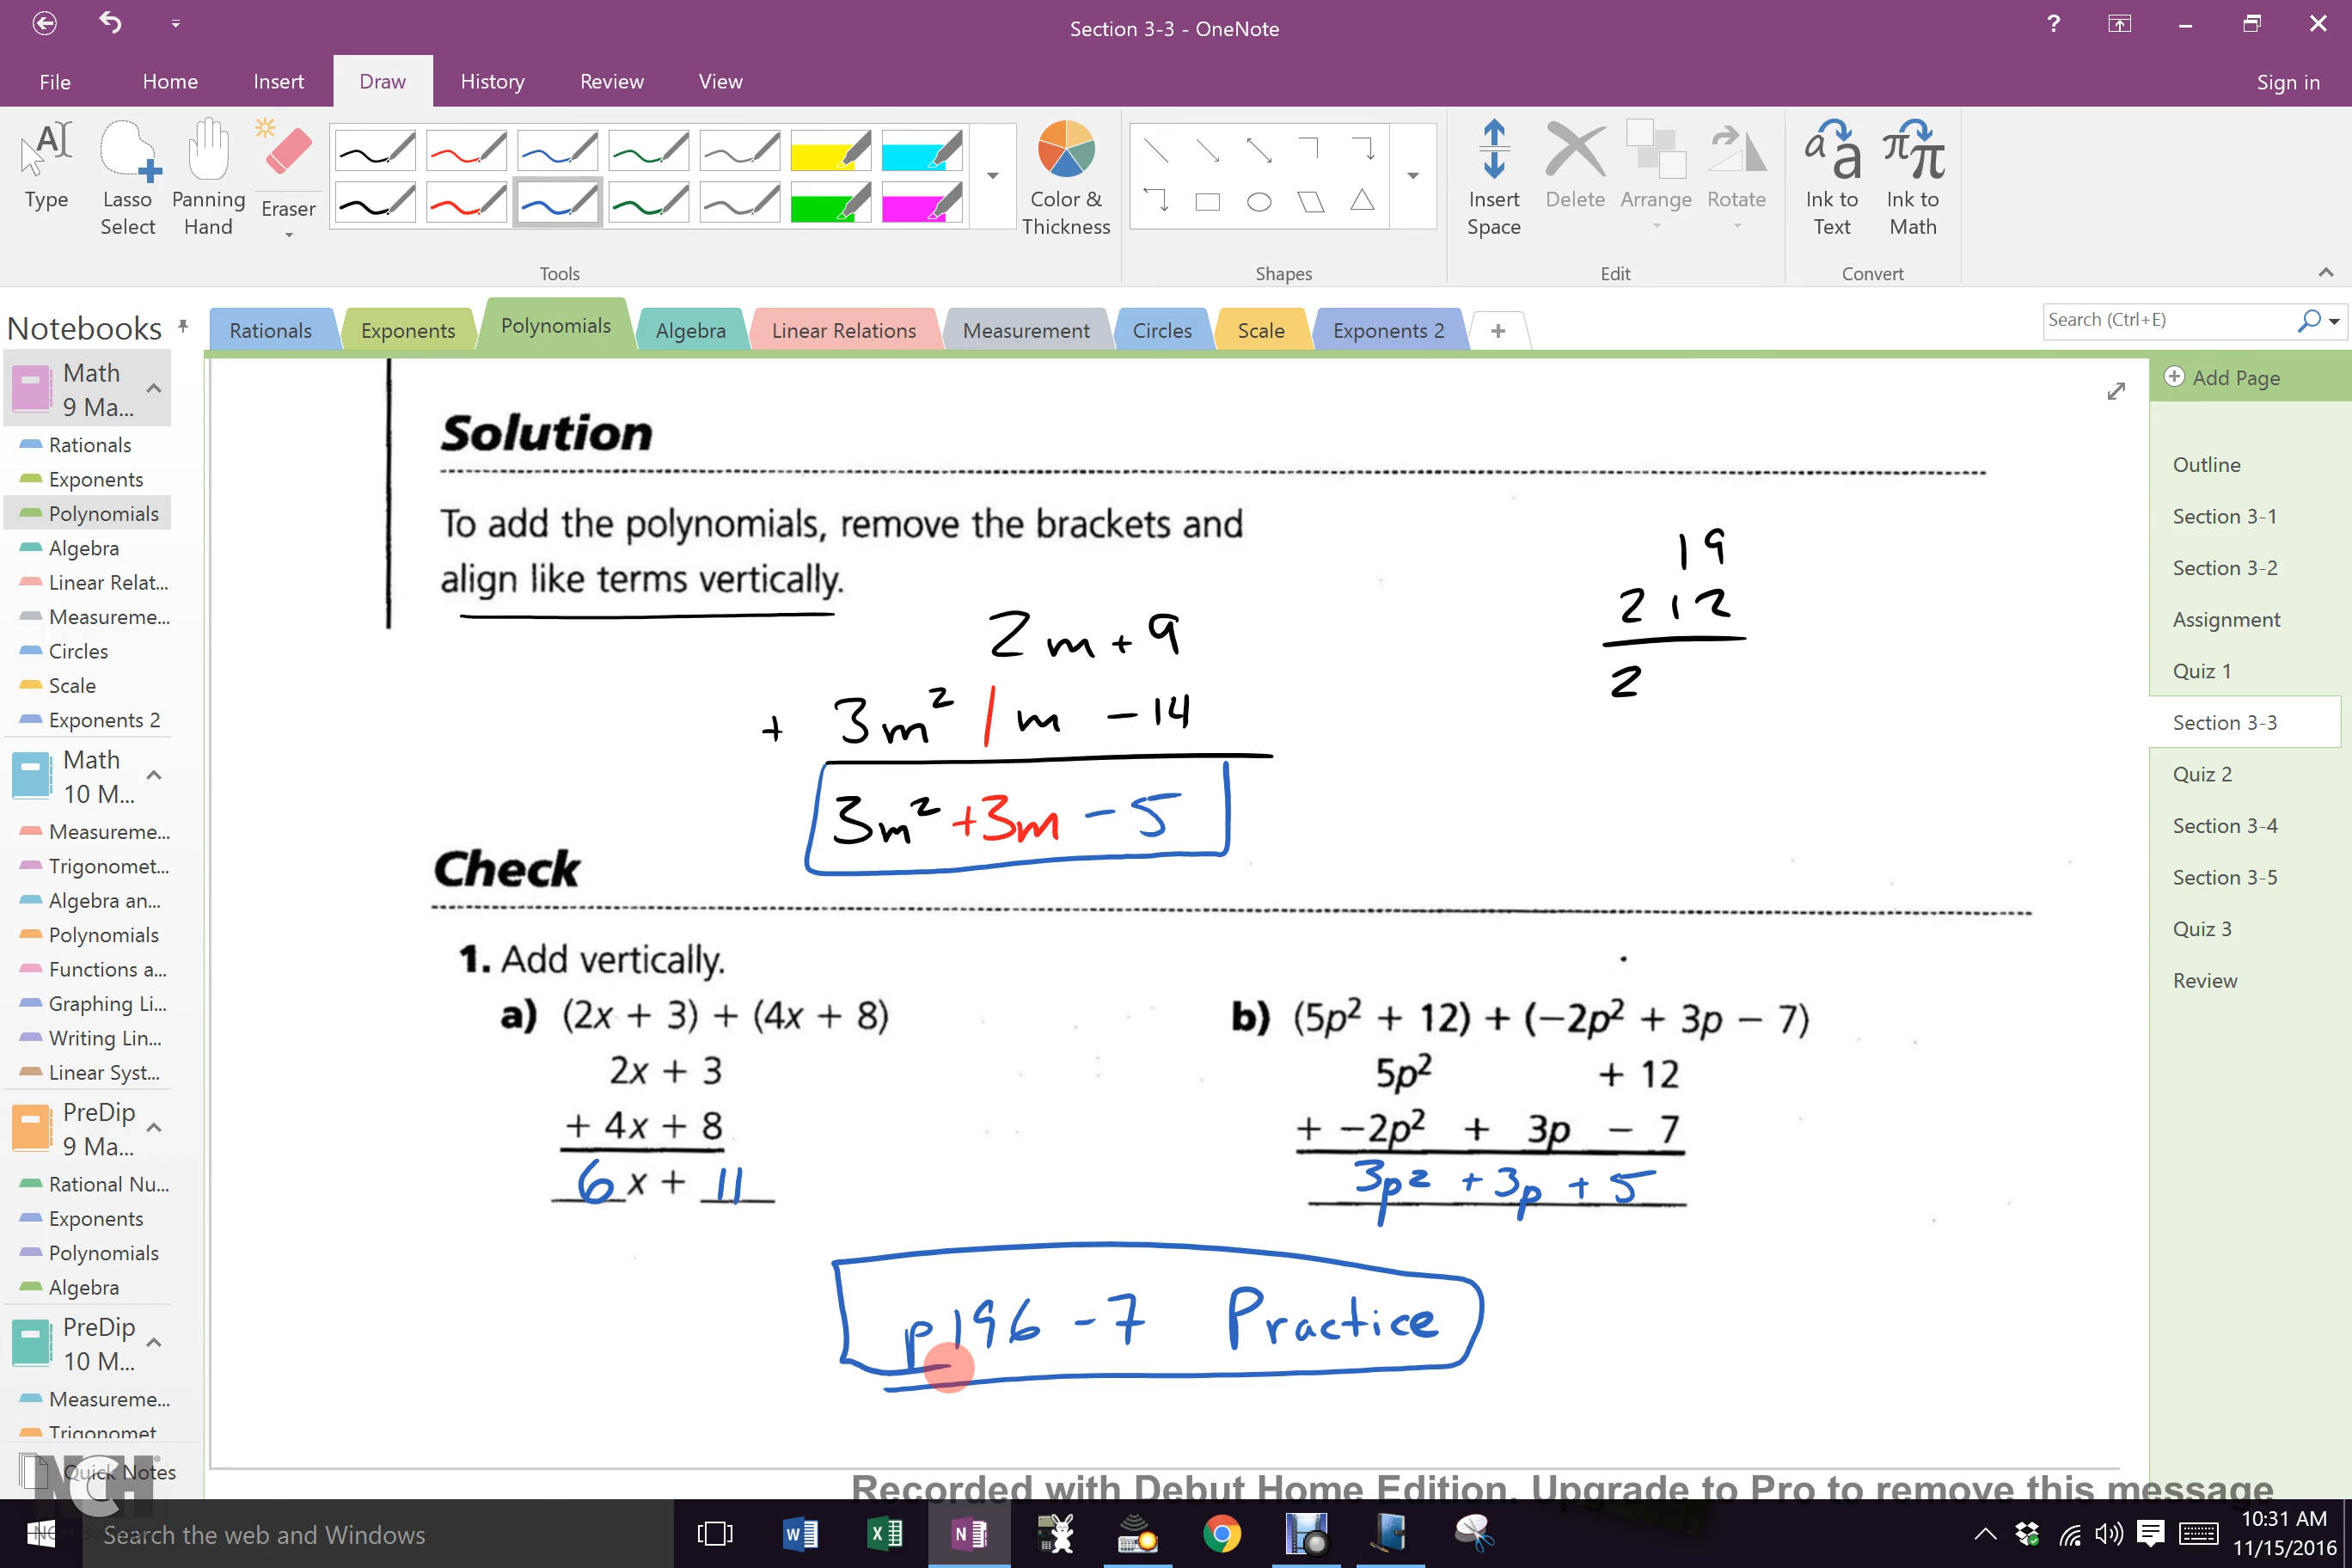 Section 3-3 - OneNote
?
File
Home
Insert
Draw
History
Review
View
Sign in
Type
Lasso Select
Panning Hand
Eraser
Color & Thickness
Insert Space
Delete
Arrange
Rotate
Ink to Text
Ink to Math
Tools
Shapes
Edit
Convert
Notebooks
Rationals
Exponents
Polynomials
Algebra
Linear Relations
Measurement
Circles
Scale
Exponents 2
+
Search (Ctrl+E)
Math
9 Ma...
Rationals
Exponents
Polynomials
Algebra
Linear Relat...
Measureme...
Circles
Scale
Exponents 2
Math
10 M...
Measureme...
Trigonomet...
Algebra an...
Polynomials
Functions a...
Graphing Li...
Writing Lin...
Linear Syst...
PreDip
9 Ma...
Rational Nu...
Exponents
Polynomials
Algebra
PreDip
10 M...
Measureme...
Trigonomet
Quick Notes
Solution
To add the polynomials, remove the brackets and
align like terms vertically.
19
212
2
2m + 9
+ 3m² 1m - 14
3m² + 3m - 5
Check
1. Add vertically.
a) (2x + 3) + (4x + 8)
2x + 3
+ 4x + 8
6x + 11
b) (5p² + 12) + (−2p² + 3p − 7)
5p² + 12
+ −2p² + 3p − 7
3p² + 3p + 5
p196 - 7 Practice
Add Page
Outline
Section 3-1
Section 3-2
Assignment
Quiz 1
Section 3-3
Quiz 2
Section 3-4
Section 3-5
Quiz 3
Review
NCH
Recorded with Debut Home Edition. Upgrade to Pro to remove this message
Search the web and Windows
10:31 AM
11/15/2016